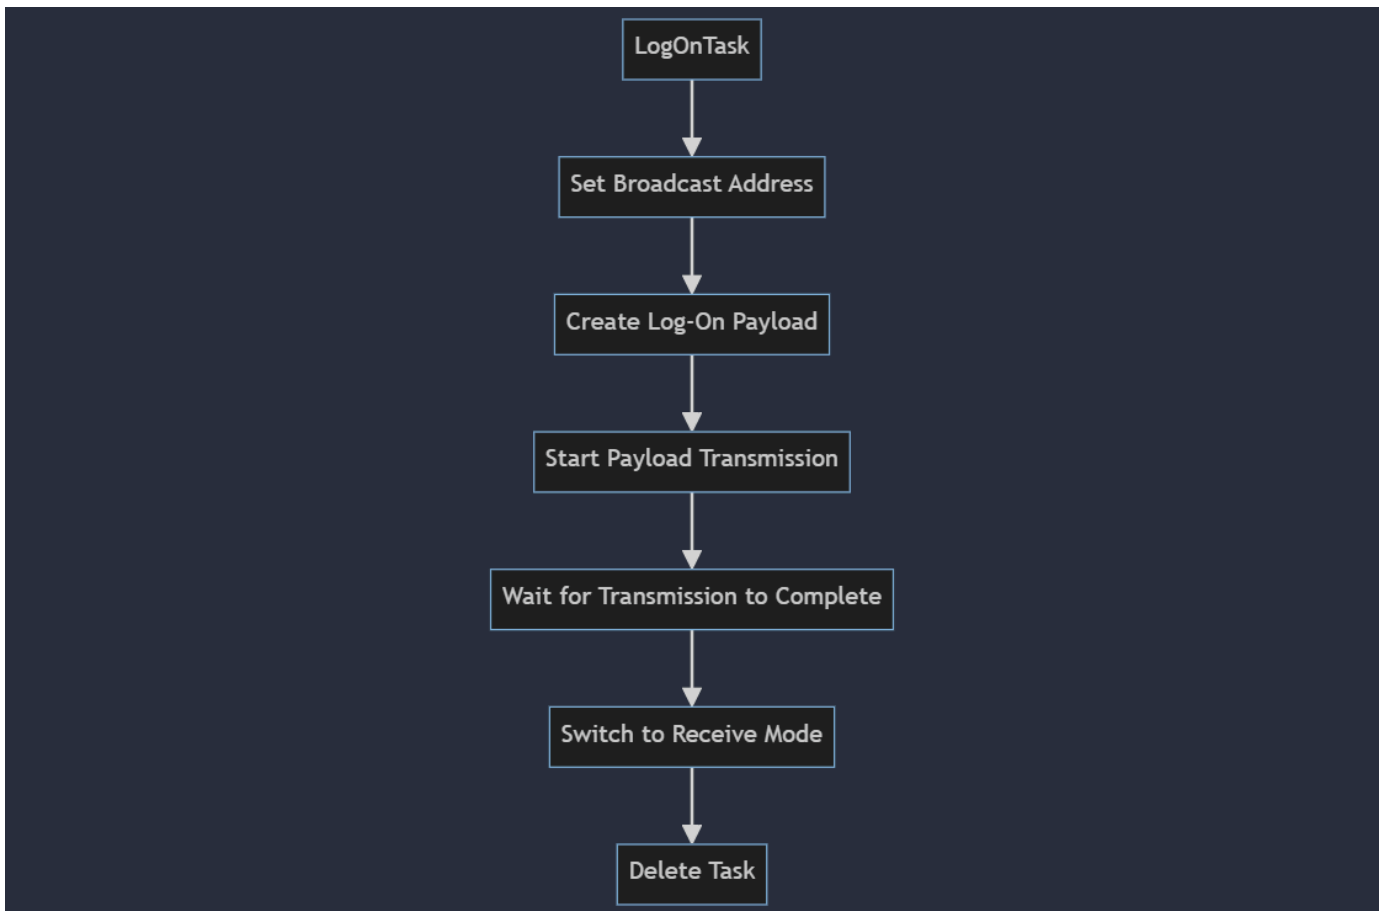 LogOnTask
Set Broadcast Address
Create Log-On Payload
Start Payload Transmission
Wait for Transmission to Complete
Switch to Receive Mode
Delete Task